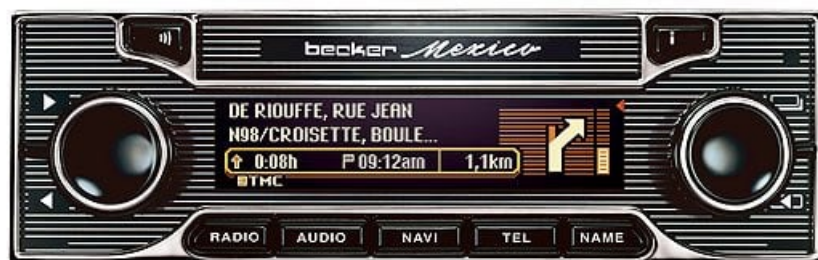 becker Mexico
DE RIOUFFE, RUE JEAN
N98/CROISETTE, BOULE...
0:08h 09:12am 1,1km
TMC
RADIO AUDIO NAVI TEL NAME